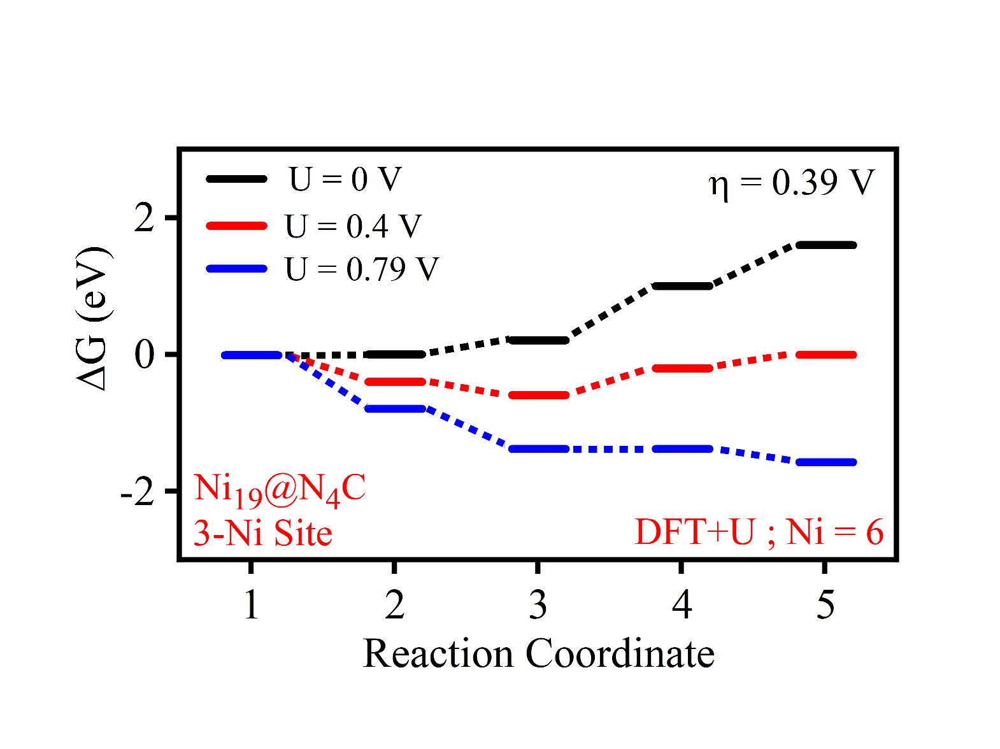 U = 0 V
η = 0.39 V
U = 0.4 V
U = 0.79 V
2
0
-2
ΔG (eV)
Ni₁₉@N₄C
3-Ni Site
DFT+U ; Ni = 6
1 2 3 4 5
Reaction Coordinate